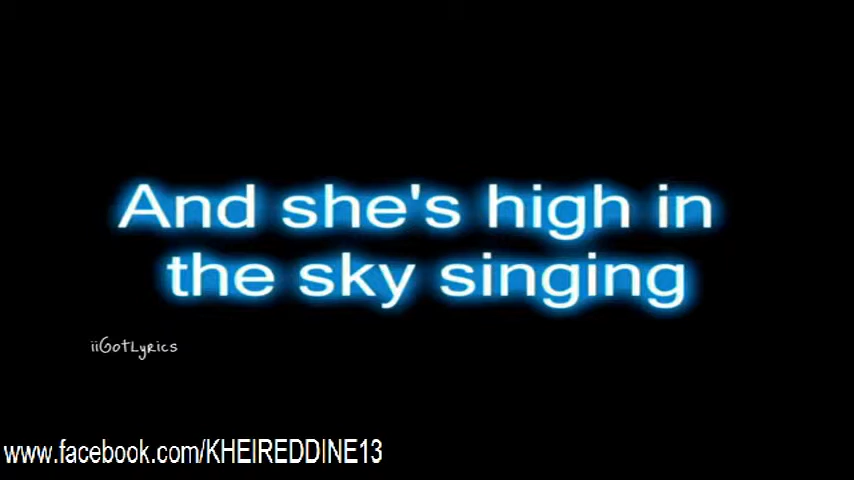 And she's high in
the sky singing
iiGotLyrics
www.facebook.com/KHEIREDDINE13